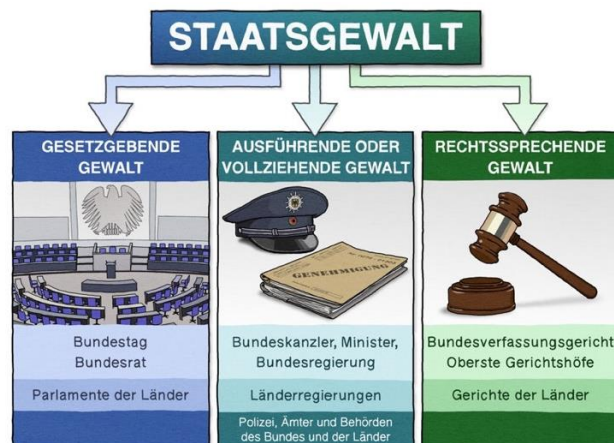 STAATSGEWALT
GESETZGEBENDE
GEWALT
Bundestag
Bundesrat
Parlamente der Länder
AUSFÜHRENDE ODER
VOLLZIEHENDE GEWALT
GENEHMIGUNG
Bundeskanzler, Minister,
Bundesregierung
Länderregierungen
Polizei, Ämter und Behörden
des Bundes und der Länder
RECHTSSPRECHENDE
GEWALT
Bundesverfassungsgericht
Oberste Gerichtshöfe
Gerichte der Länder